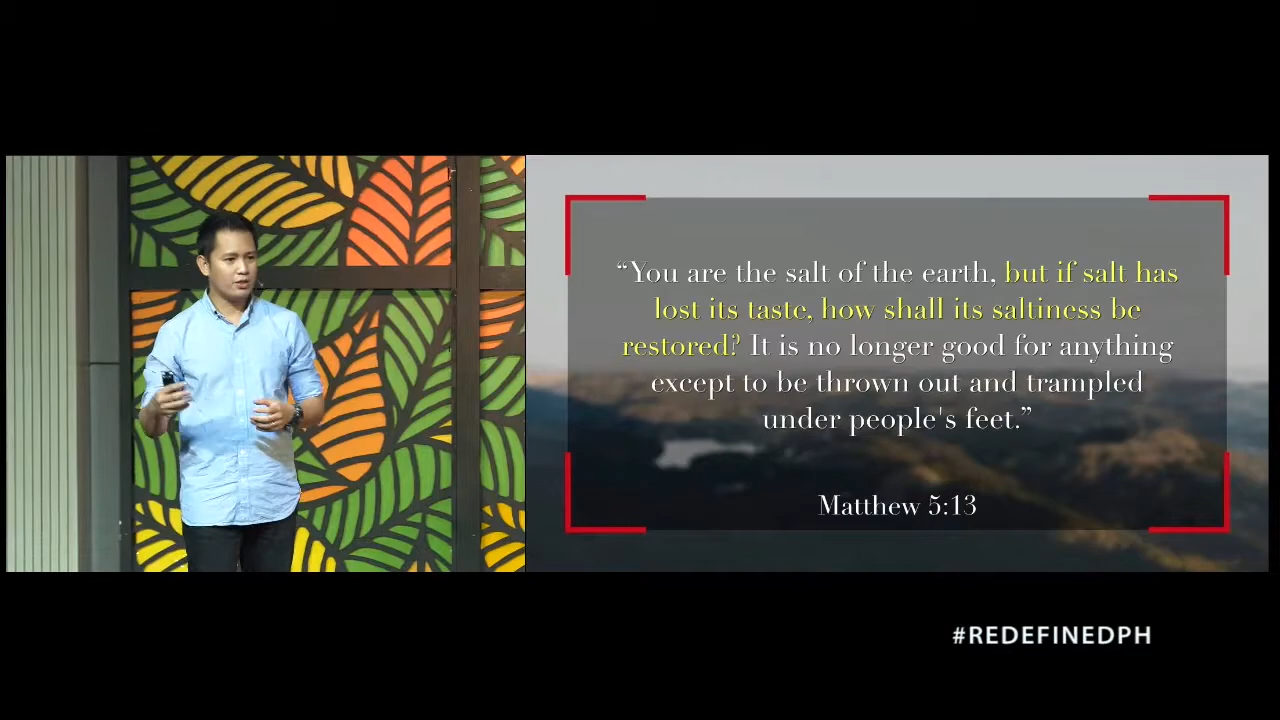 “You are the salt of the earth, but if salt has
lost its taste, how shall its saltiness be
restored? It is no longer good for anything
except to be thrown out and trampled
under people's feet.”
Matthew 5:13
#REDEFINEDPH